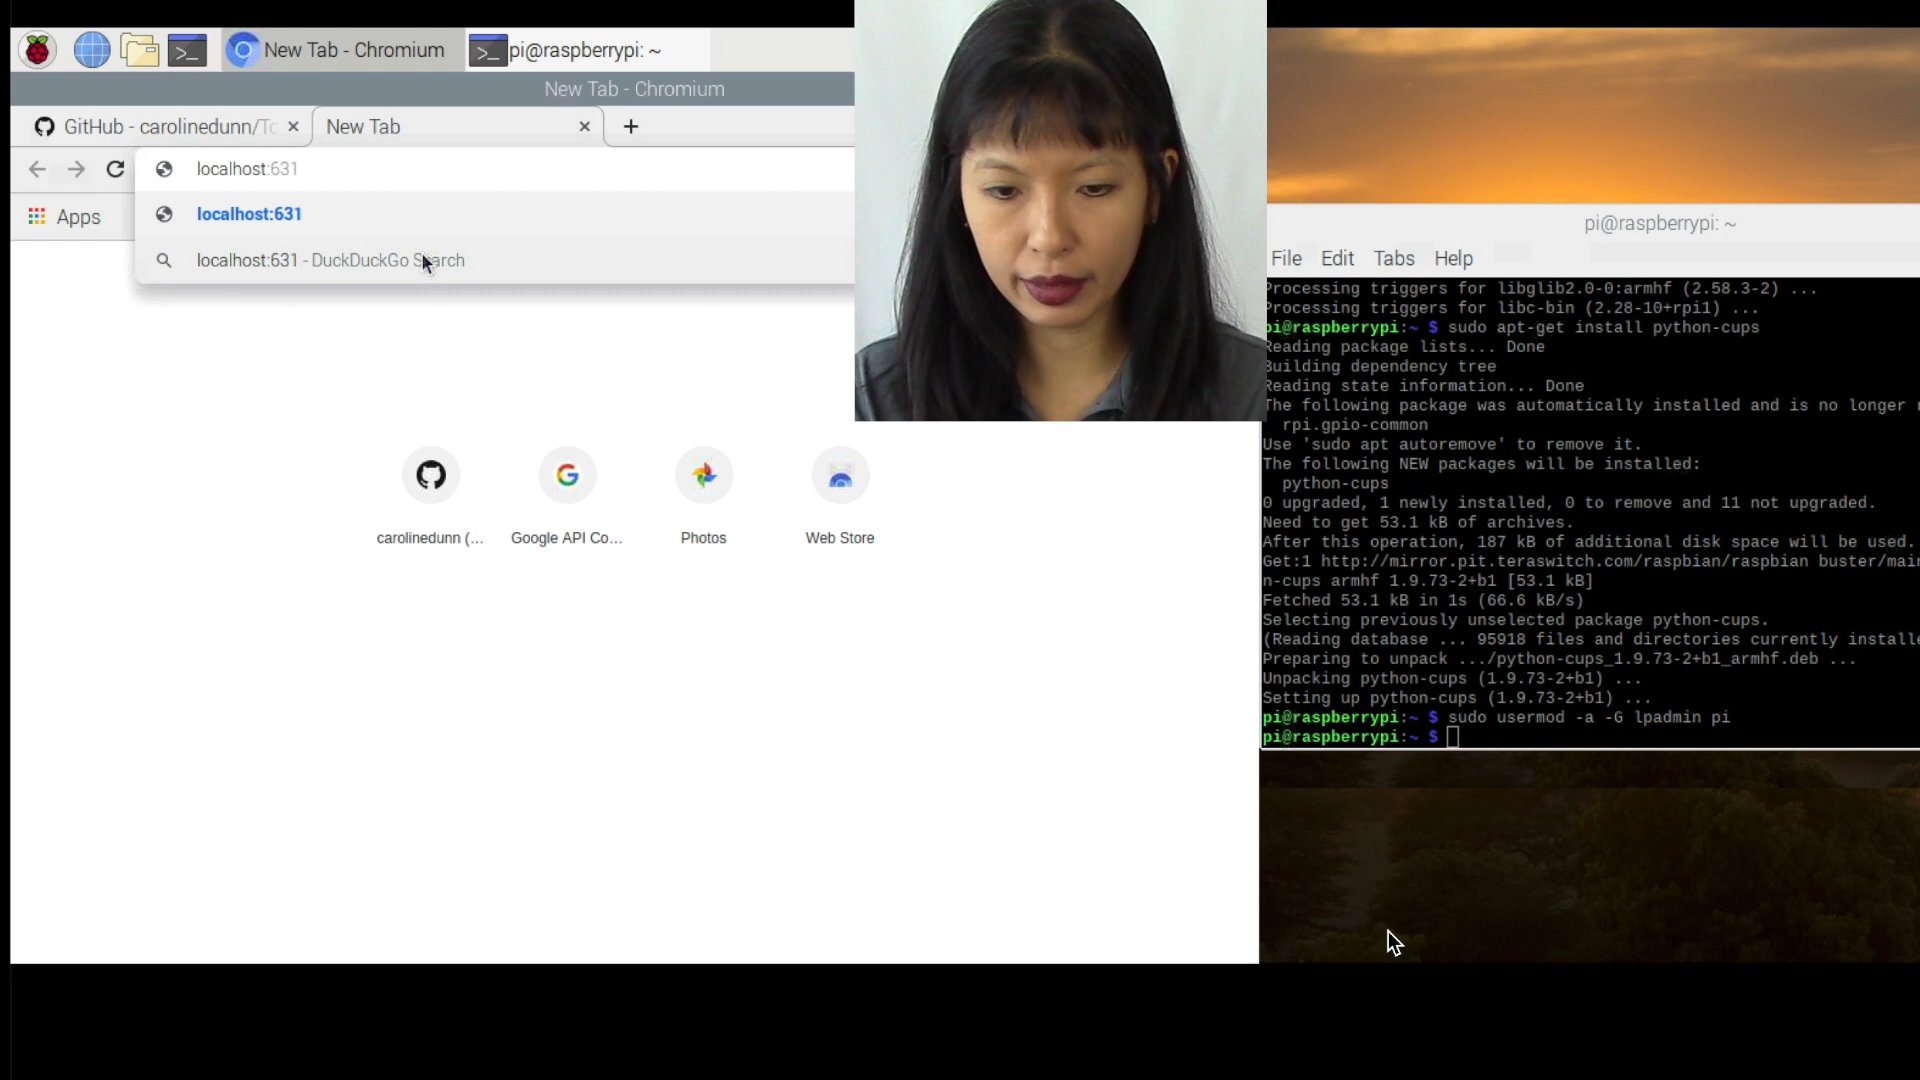 New Tab - Chromium
pi@raspberrypi: ~
New Tab - Chromium
GitHub - carolinedunn/To
New Tab
localhost:631
Apps
localhost:631
localhost:631 - DuckDuckGo Search
carolinedunn (...
Google API Co...
Photos
Web Store
pi@raspberrypi: ~
File Edit Tabs Help
Processing triggers for libglib2.0-0:armhf (2.58.3-2) ...
Processing triggers for libc-bin (2.28-10+rpi1) ...
pi@raspberrypi:~ $ sudo apt-get install python-cups
Reading package lists... Done
Building dependency tree
Reading state information... Done
The following package was automatically installed and is no longer
rpi.gpio-common
Use 'sudo apt autoremove' to remove it.
The following NEW packages will be installed:
python-cups
0 upgraded, 1 newly installed, 0 to remove and 11 not upgraded.
Need to get 53.1 kB of archives.
After this operation, 187 kB of additional disk space will be used.
Get:1 http://mirror.pit.teraswitch.com/raspbian/raspbian buster/mai
n-cups armhf 1.9.73-2+b1 [53.1 kB]
Fetched 53.1 kB in 1s (66.6 kB/s)
Selecting previously unselected package python-cups.
(Reading database ... 95918 files and directories currently installe
Preparing to unpack .../python-cups_1.9.73-2+b1_armhf.deb ...
Unpacking python-cups (1.9.73-2+b1) ...
Setting up python-cups (1.9.73-2+b1) ...
pi@raspberrypi:~ $ sudo usermod -a -G lpadmin pi
pi@raspberrypi:~ $